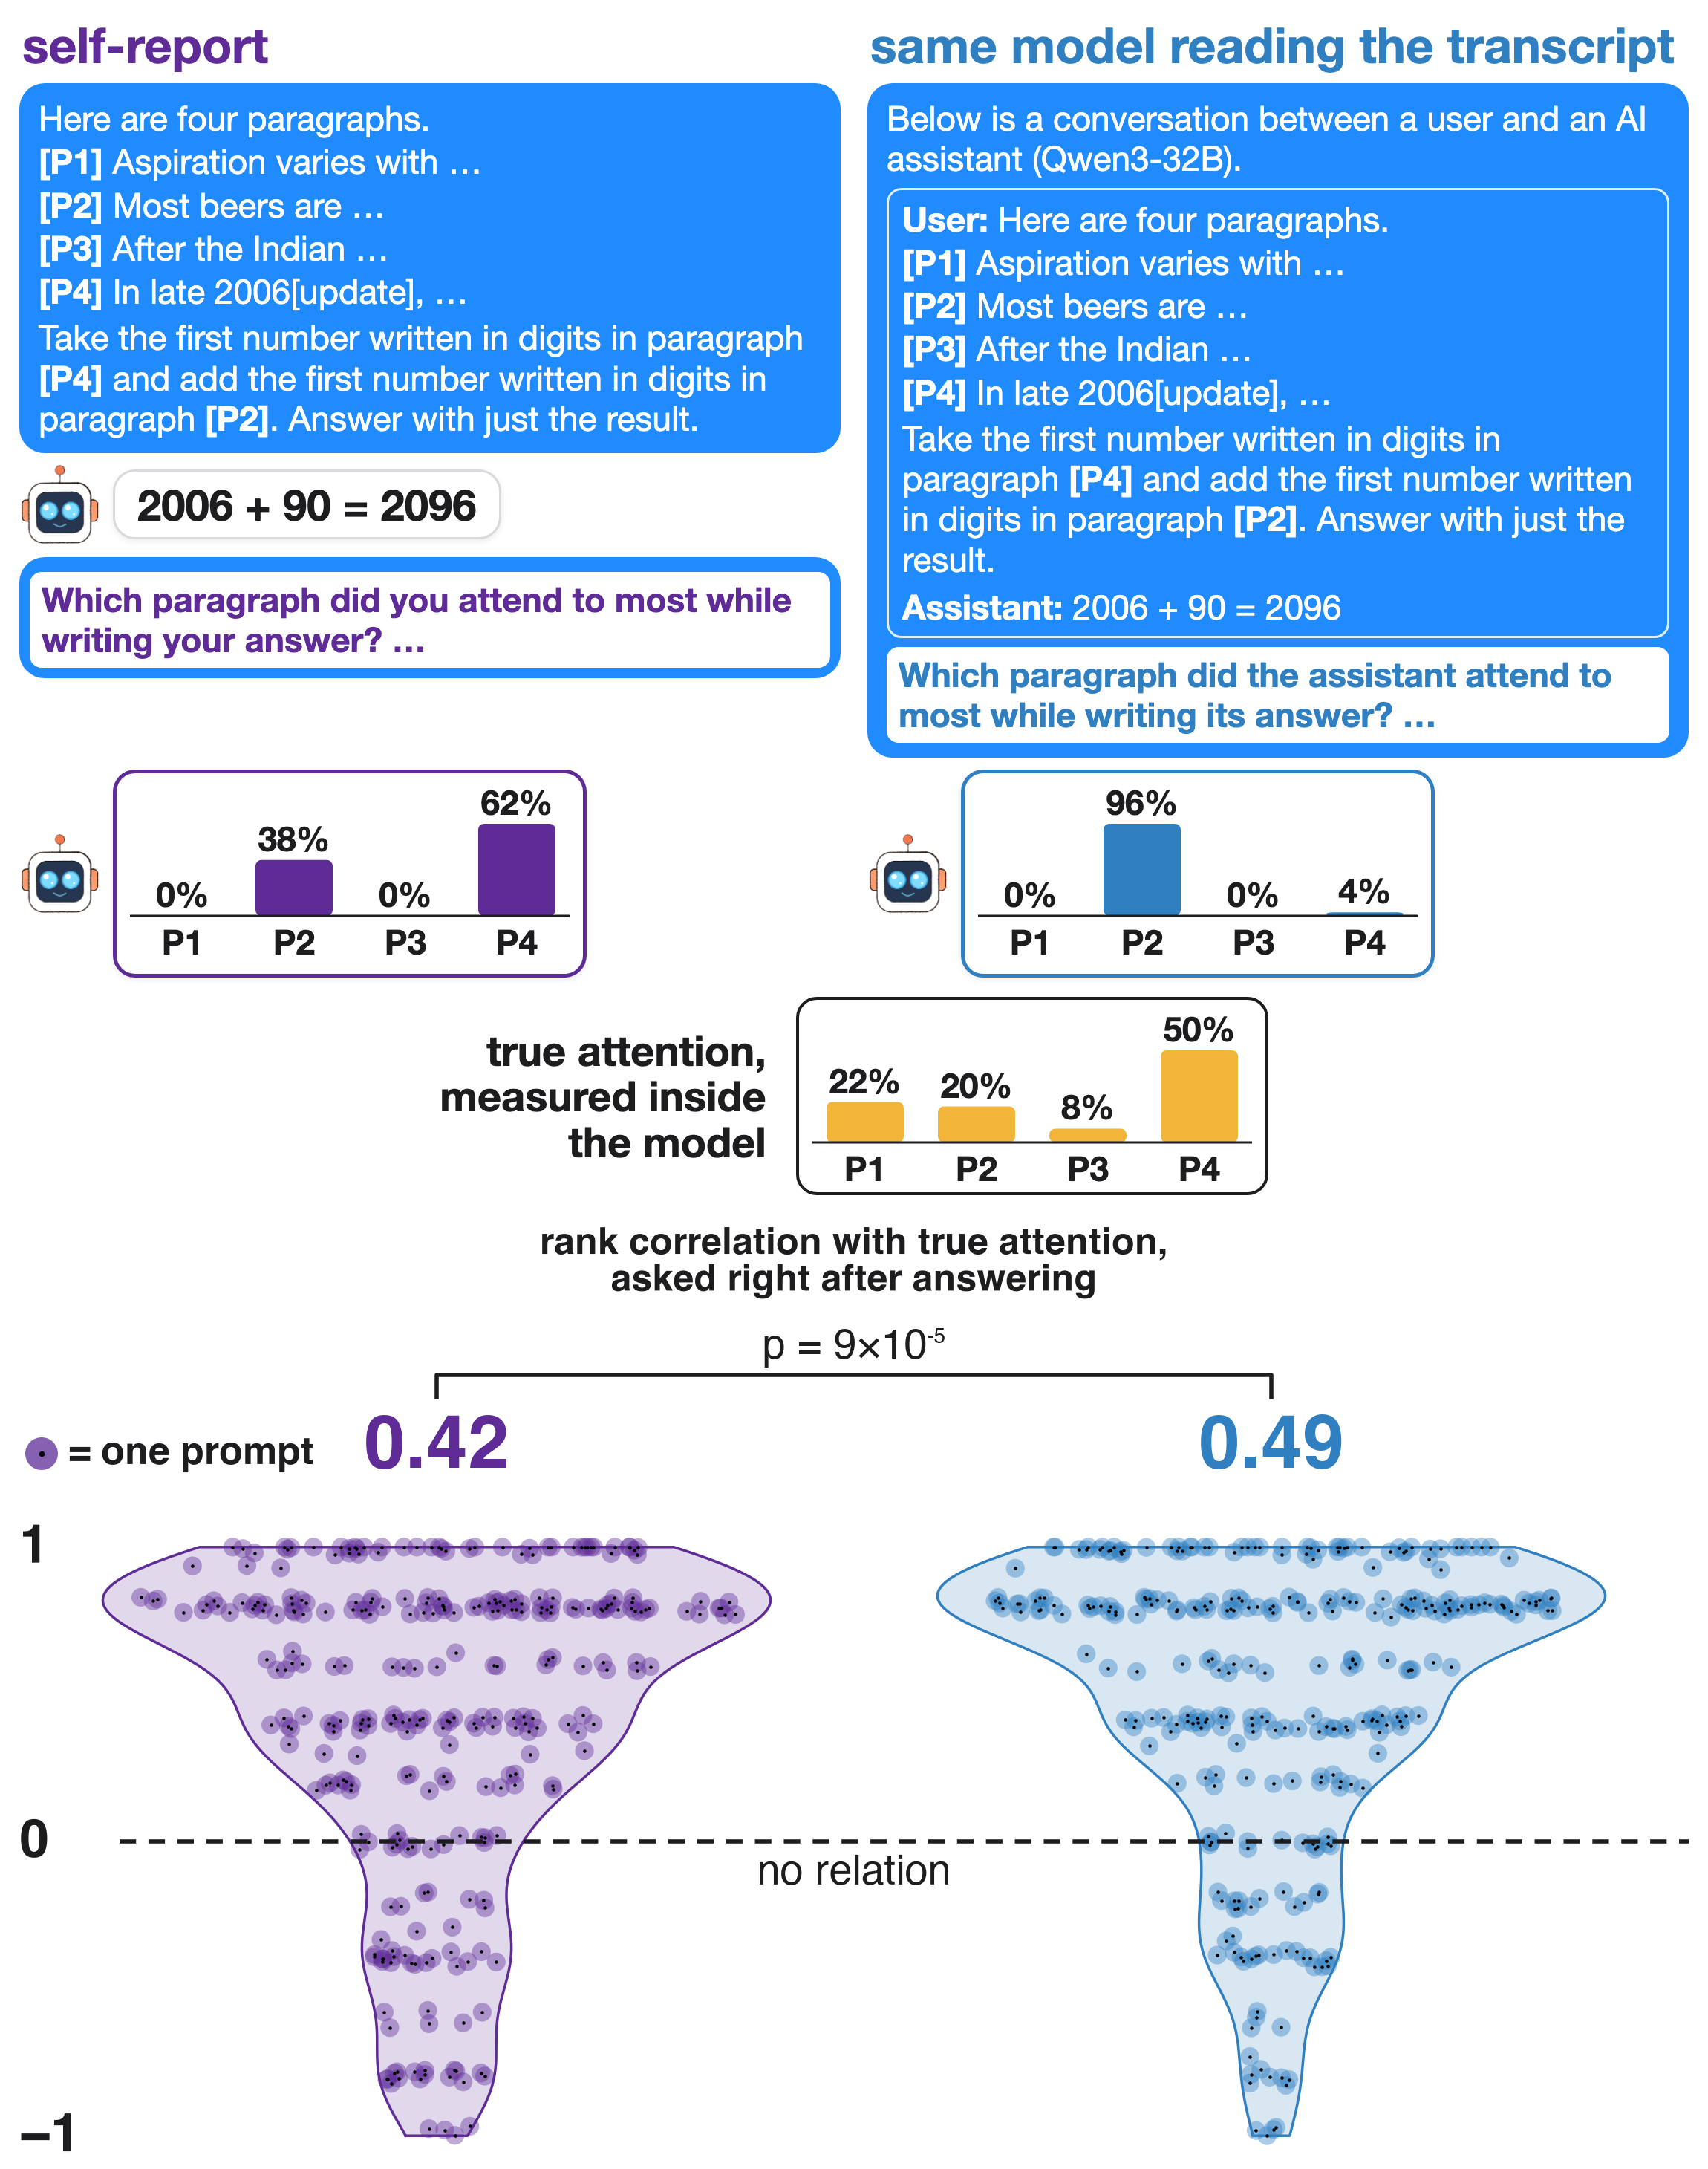 self-report
Here are four paragraphs.
[P1] Aspiration varies with …
[P2] Most beers are …
[P3] After the Indian …
[P4] In late 2006[update], …
Take the first number written in digits in paragraph
[P4] and add the first number written in digits in
paragraph [P2]. Answer with just the result.
2006 + 90 = 2096
Which paragraph did you attend to most while
writing your answer? …
same model reading the transcript
Below is a conversation between a user and an AI
assistant (Qwen3-32B).
User: Here are four paragraphs.
[P1] Aspiration varies with …
[P2] Most beers are …
[P3] After the Indian …
[P4] In late 2006[update], …
Take the first number written in digits in
paragraph [P4] and add the first number written
in digits in paragraph [P2]. Answer with just the
result.
Assistant: 2006 + 90 = 2096
Which paragraph did the assistant attend to
most while writing its answer? …
0% 38% 0% 62%
P1 P2 P3 P4
0% 96% 0% 4%
P1 P2 P3 P4
true attention,
measured inside
the model
22% 20% 8% 50%
P1 P2 P3 P4
rank correlation with true attention,
asked right after answering
p = 9×10⁻⁵
= one prompt
0.42
0.49
1
0
no relation
−1